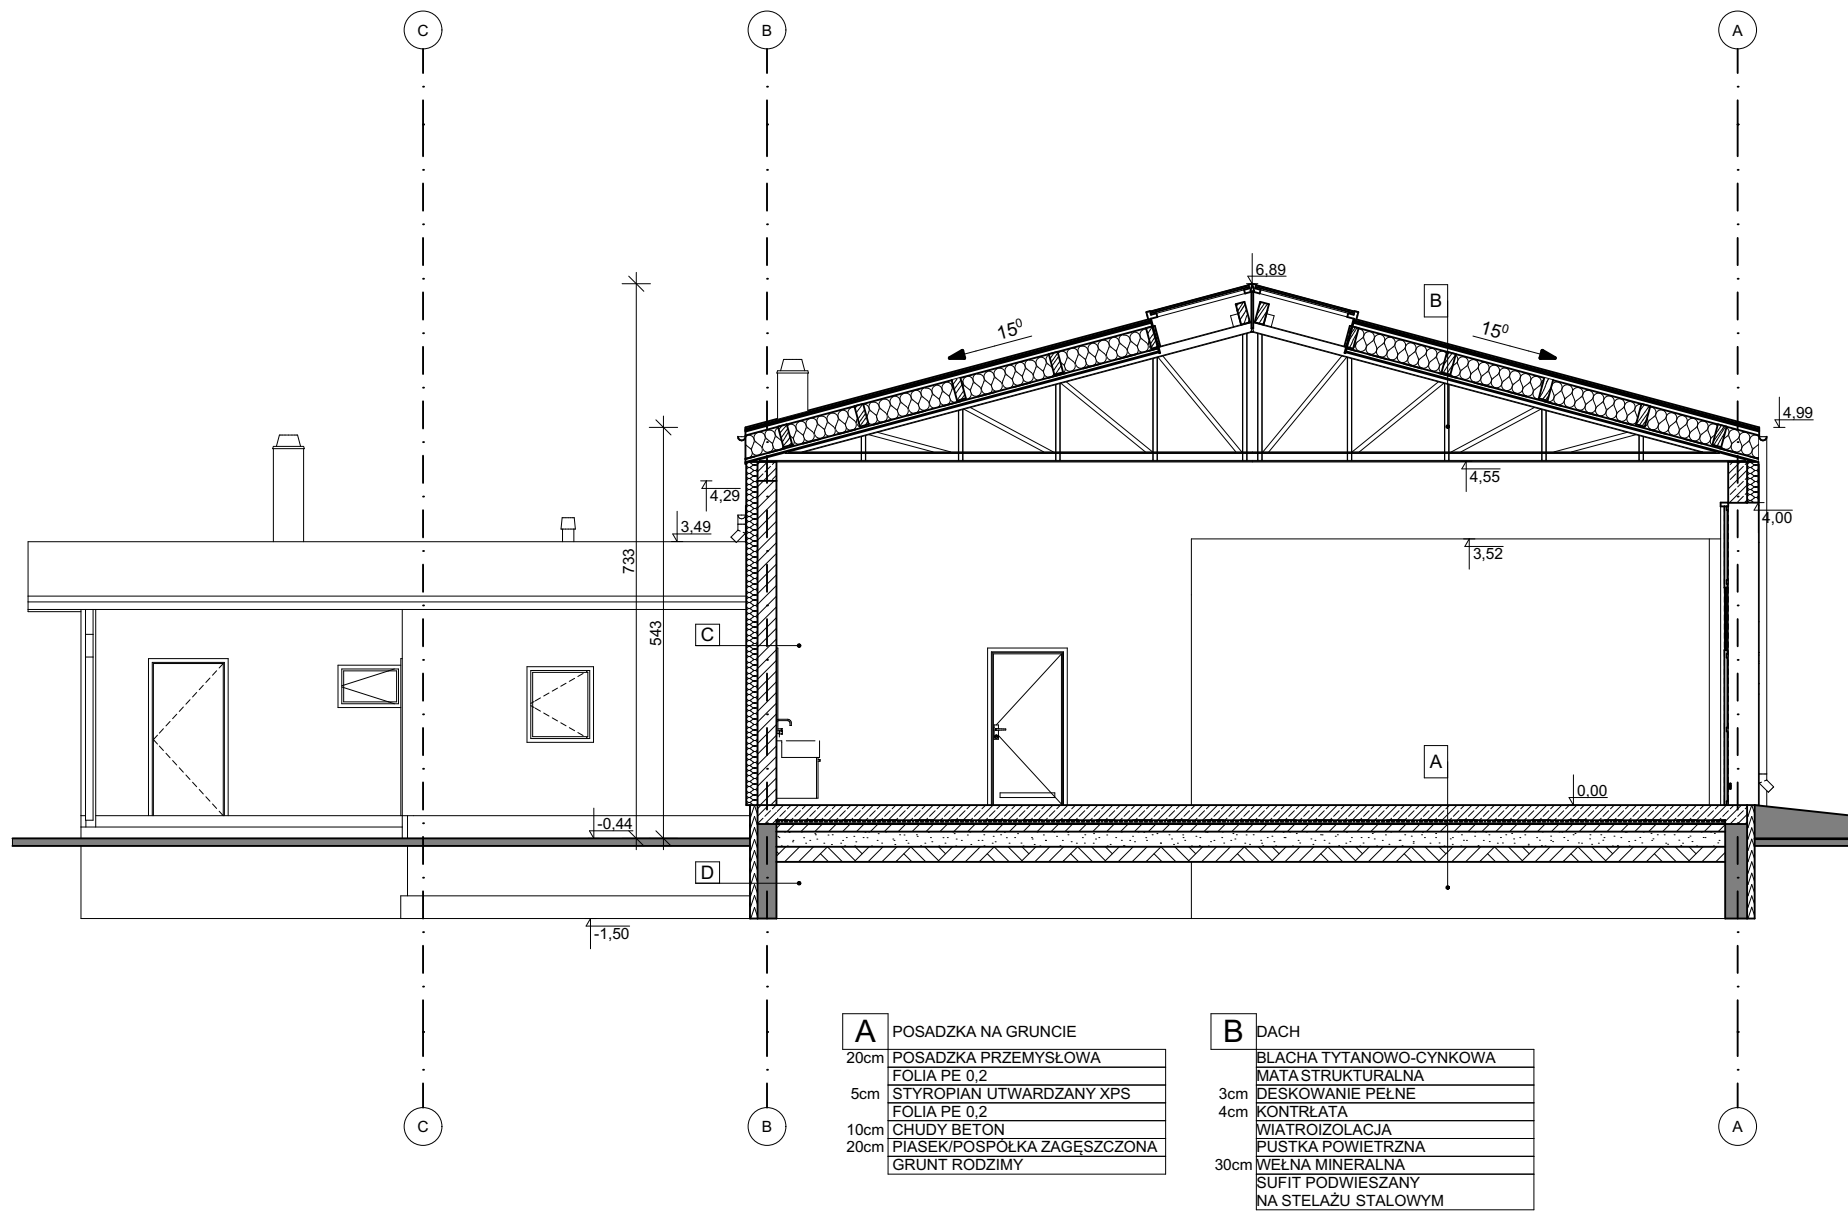 C
B
A
6,89
B
15⁰
15⁰
4,99
4,29
4,55
3,49
4,00
3,52
733
543
C
A
0,00
-0,44
D
-1,50
A POSADZKA NA GRUNCIE
20cm POSADZKA PRZEMYSŁOWA
FOLIA PE 0,2
5cm STYROPIAN UTWARDZANY XPS
FOLIA PE 0,2
10cm CHUDY BETON
20cm PIASEK/POSPÓŁKA ZAGĘSZCZONA
GRUNT RODZIMY
B DACH
BLACHA TYTANOWO-CYNKOWA
MATA STRUKTURALNA
3cm DESKOWANIE PEŁNE
4cm KONTRŁATA
WIATROIZOLACJA
PUSTKA POWIETRZNA
30cm WEŁNA MINERALNA
SUFIT PODWIESZANY
NA STELAŻU STALOWYM
C
B
A